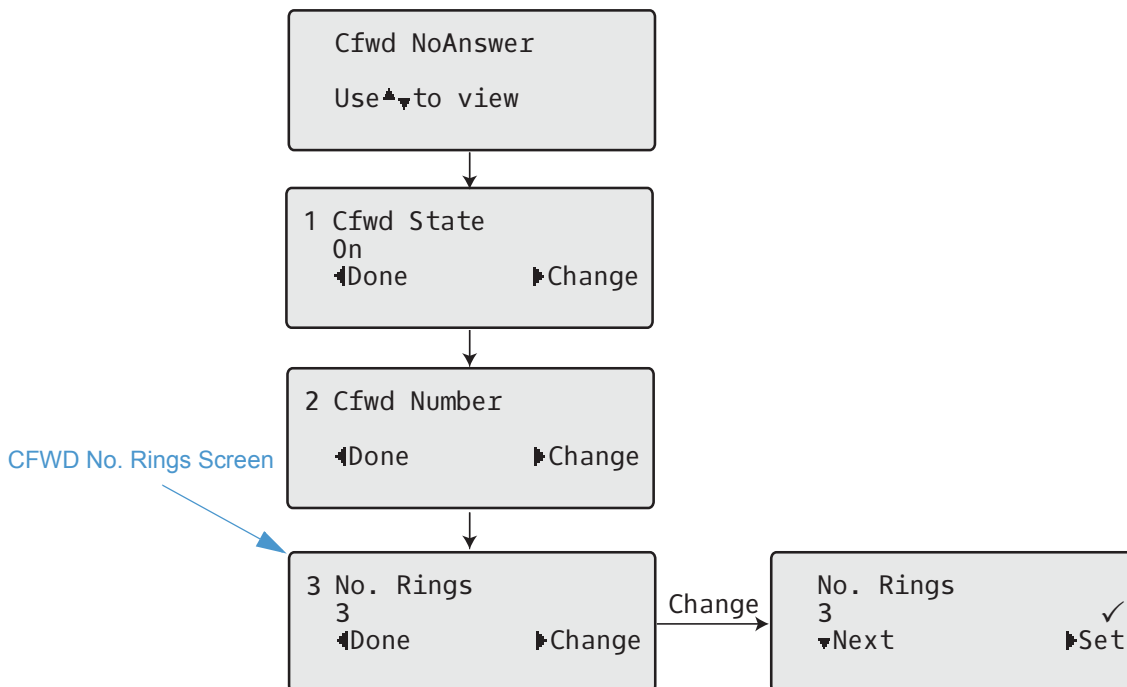 Cfwd NoAnswer
Use▲▼to view
1 Cfwd State
On
◀Done ▶Change
2 Cfwd Number
◀Done ▶Change
CFWD No. Rings Screen
3 No. Rings
3
◀Done ▶Change
Change
No. Rings
3 ✓
▼Next ▶Set